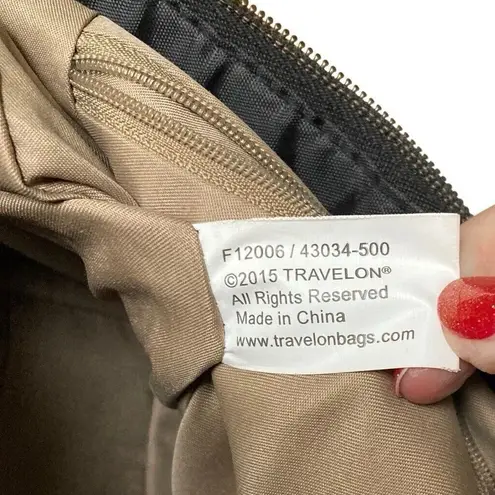 F12006 / 43034-500
©2015 TRAVELON®
All Rights Reserved
Made in China
www.travelonbags.com